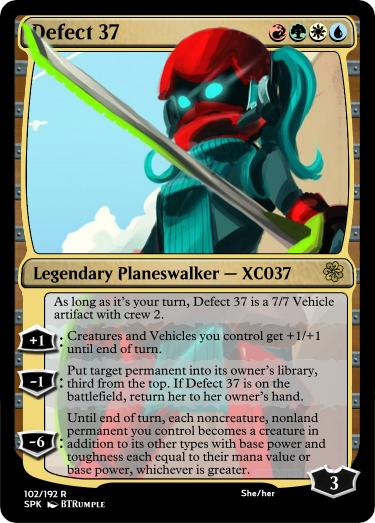 Defect 37
Legendary Planeswalker — XC037
As long as it's your turn, Defect 37 is a 7/7 Vehicle
artifact with crew 2.
+1: Creatures and Vehicles you control get +1/+1
until end of turn.
-1: Put target permanent into its owner's library,
third from the top. If Defect 37 is on the
battlefield, return her to her owner's hand.
Until end of turn, each noncreature, nonland
-6: permanent you control becomes a creature in
addition to its other types with base power and
toughness each equal to their mana value or
base power, whichever is greater.
3
102/192 R She/her
SPK BTRumple